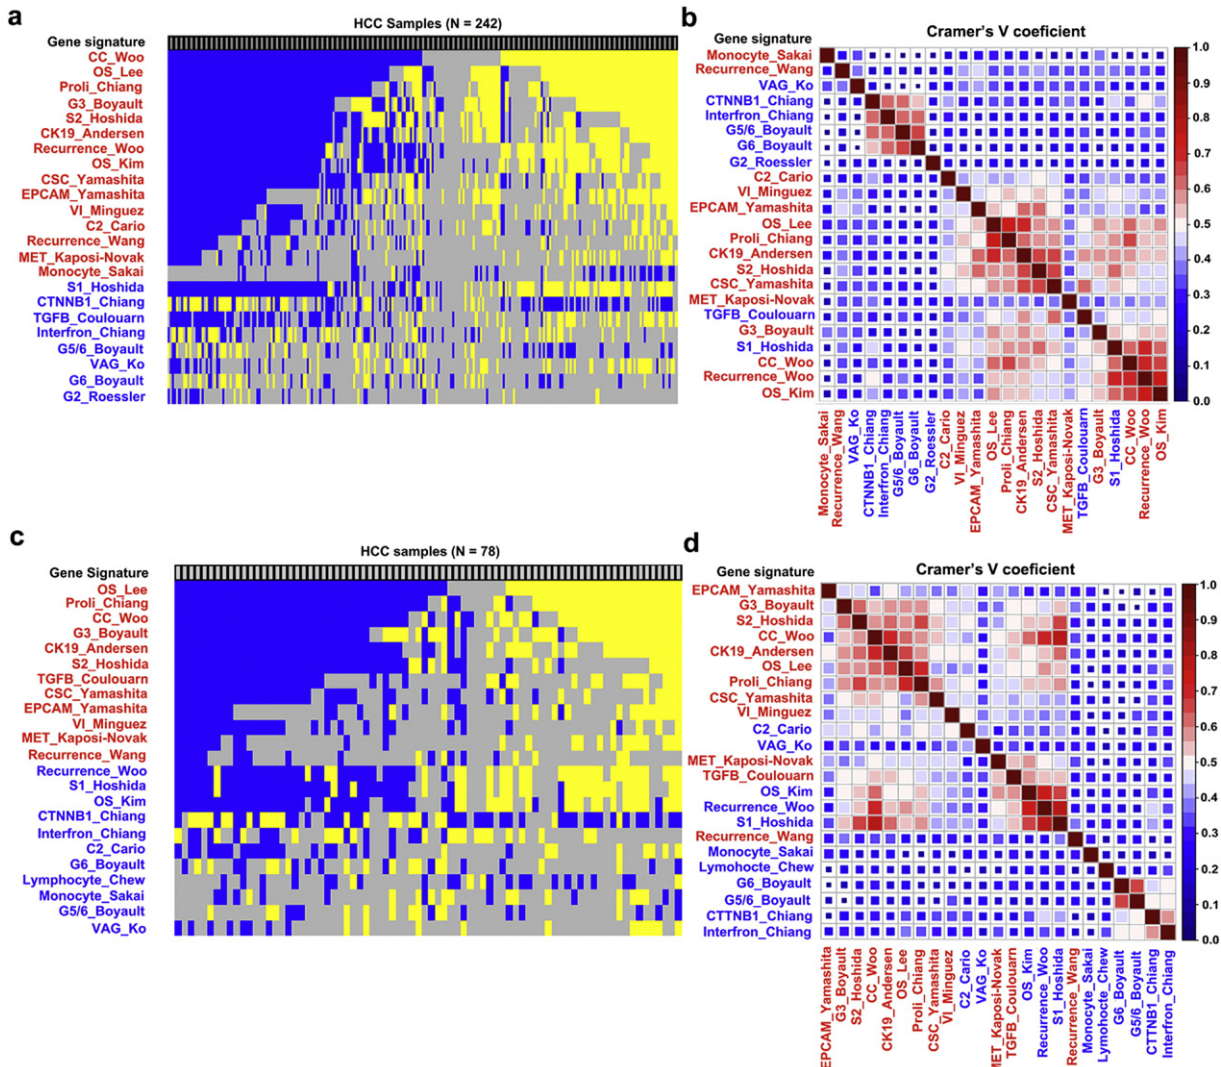 a
HCC Samples (N = 242)
Gene signature
CC_Woo
OS_Lee
Proli_Chiang
G3_Boyault
S2_Hoshida
CK19_Andersen
Recurrence_Woo
OS_Kim
CSC_Yamashita
EPCAM_Yamashita
VI_Minguez
C2_Cario
Recurrence_Wang
MET_Kaposi-Novak
Monocyte_Sakai
S1_Hoshida
CTNNB1_Chiang
TGFB_Coulouarn
Interfron_Chiang
G5/6_Boyault
VAG_Ko
G6_Boyault
G2_Roessler
b
Cramer's V coeficient
Gene signature
Monocyte_Sakai
Recurrence_Wang
VAG_Ko
CTNNB1_Chiang
Interfron_Chiang
G5/6_Boyault
G6_Boyault
G2_Roessler
C2_Cario
VI_Minguez
EPCAM_Yamashita
OS_Lee
Proli_Chiang
CK19_Andersen
S2_Hoshida
CSC_Yamashita
MET_Kaposi-Novak
TGFB_Coulouarn
G3_Boyault
S1_Hoshida
CC_Woo
Recurrence_Woo
OS_Kim
1.0
0.9
0.8
0.7
0.6
0.5
0.4
0.3
0.2
0.1
0.0
Monocyte_Sakai
Recurrence_Wang
VAG_Ko
CTNNB1_Chiang
Interfron_Chiang
G5/6_Boyault
G6_Boyault
G2_Roessler
C2_Cario
VI_Minguez
EPCAM_Yamashita
OS_Lee
Proli_Chiang
CK19_Andersen
S2_Hoshida
CSC_Yamashita
MET_Kaposi-Novak
TGFB_Coulouarn
G3_Boyault
S1_Hoshida
CC_Woo
Recurrence_Woo
OS_Kim
c
HCC samples (N = 78)
Gene Signature
OS_Lee
Proli_Chiang
CC_Woo
G3_Boyault
CK19_Andersen
S2_Hoshida
TGFB_Coulouarn
CSC_Yamashita
EPCAM_Yamashita
VI_Minguez
MET_Kaposi-Novak
Recurrence_Wang
Recurrence_Woo
S1_Hoshida
OS_Kim
CTNNB1_Chiang
Interfron_Chiang
C2_Cario
G6_Boyault
Lymphocyte_Chew
Monocyte_Sakai
G5/6_Boyault
VAG_Ko
d
Cramer's V coeficient
Gene signature
EPCAM_Yamashita
G3_Boyault
S2_Hoshida
CC_Woo
CK19_Andersen
OS_Lee
Proli_Chiang
CSC_Yamashita
VI_Minguez
C2_Cario
VAG_Ko
MET_Kaposi-Novak
TGFB_Coulouarn
OS_Kim
Recurrence_Woo
S1_Hoshida
Recurrence_Wang
Monocyte_Sakai
Lymohocte_Chew
G6_Boyault
G5/6_Boyault
CTTNB1_Chiang
Interfron_Chiang
1.0
0.9
0.8
0.7
0.6
0.5
0.4
0.3
0.2
0.1
0.0
EPCAM_Yamashita
G3_Boyault
S2_Hoshida
CC_Woo
CK19_Andersen
OS_Lee
Proli_Chiang
CSC_Yamashita
VI_Minguez
C2_Cario
VAG_Ko
MET_Kaposi-Novak
TGFB_Coulouarn
OS_Kim
Recurrence_Woo
S1_Hoshida
Recurrence_Wang
Monocyte_Sakai
Lymohocte_Chew
G6_Boyault
G5/6_Boyault
CTTNB1_Chiang
Interfron_Chiang